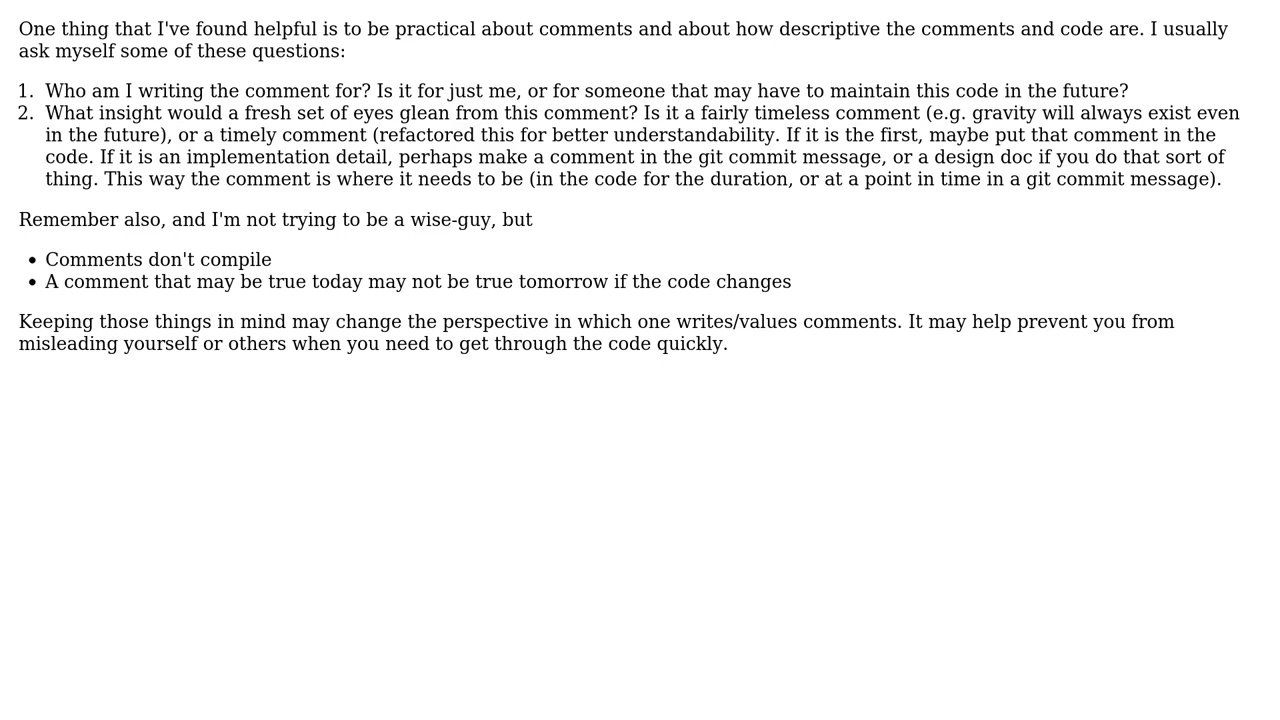 One thing that I've found helpful is to be practical about comments and about how descriptive the comments and code are. I usually
ask myself some of these questions:
1. Who am I writing the comment for? Is it for just me, or for someone that may have to maintain this code in the future?
2. What insight would a fresh set of eyes glean from this comment? Is it a fairly timeless comment (e.g. gravity will always exist even
in the future), or a timely comment (refactored this for better understandability. If it is the first, maybe put that comment in the
code. If it is an implementation detail, perhaps make a comment in the git commit message, or a design doc if you do that sort of
thing. This way the comment is where it needs to be (in the code for the duration, or at a point in time in a git commit message).
Remember also, and I'm not trying to be a wise-guy, but
• Comments don't compile
• A comment that may be true today may not be true tomorrow if the code changes
Keeping those things in mind may change the perspective in which one writes/values comments. It may help prevent you from
misleading yourself or others when you need to get through the code quickly.